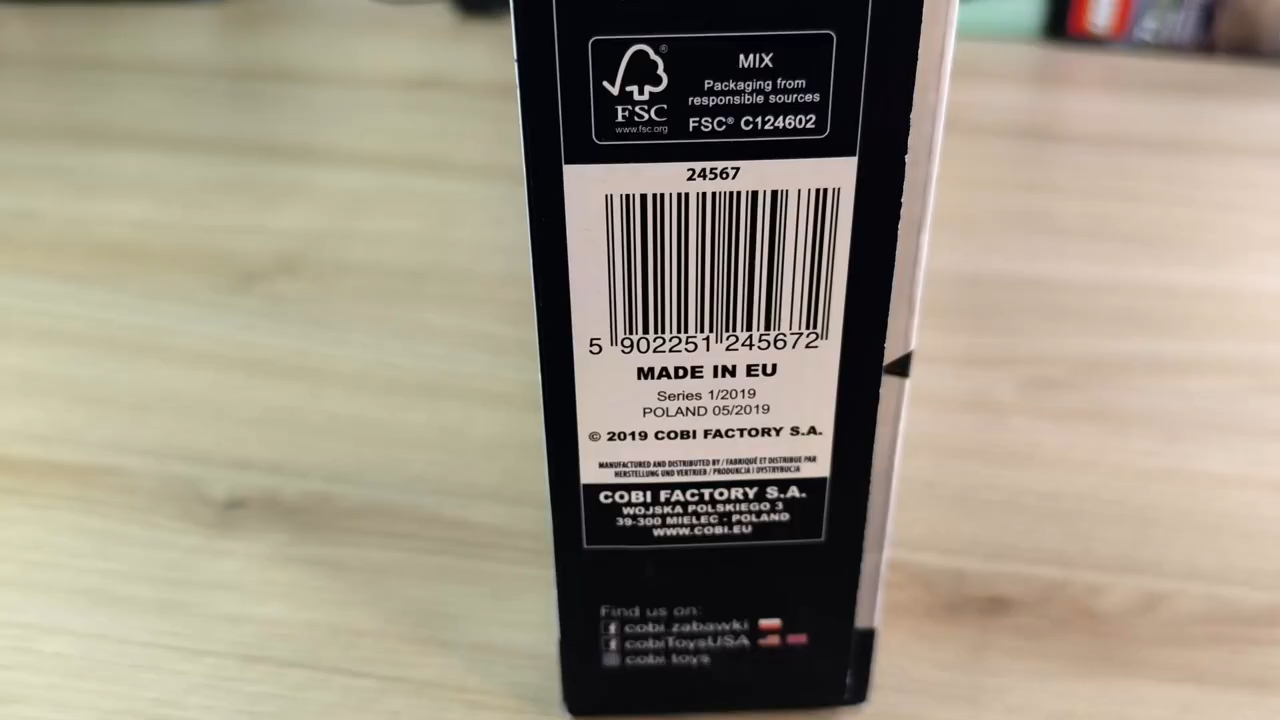 MIX
Packaging from
responsible sources
FSC® C124602
®
FSC
www.fsc.org
24567
5 902251 245672
MADE IN EU
Series 1/2019
POLAND 05/2019
© 2019 COBI FACTORY S.A.
MANUFACTURED AND DISTRIBUTED BY / FABRIQUÉ ET DISTRIBUE PAR
HERSTELLUNG UND VERTRIEB / PRODUKCJA I DYSTRYBUCJA
COBI FACTORY S.A.
WOJSKA POLSKIEGO 3
39-300 MIELEC - POLAND
WWW.COBI.EU
Find us on:
f cobi.zabawki
f cobiToysUSA
cobi toys